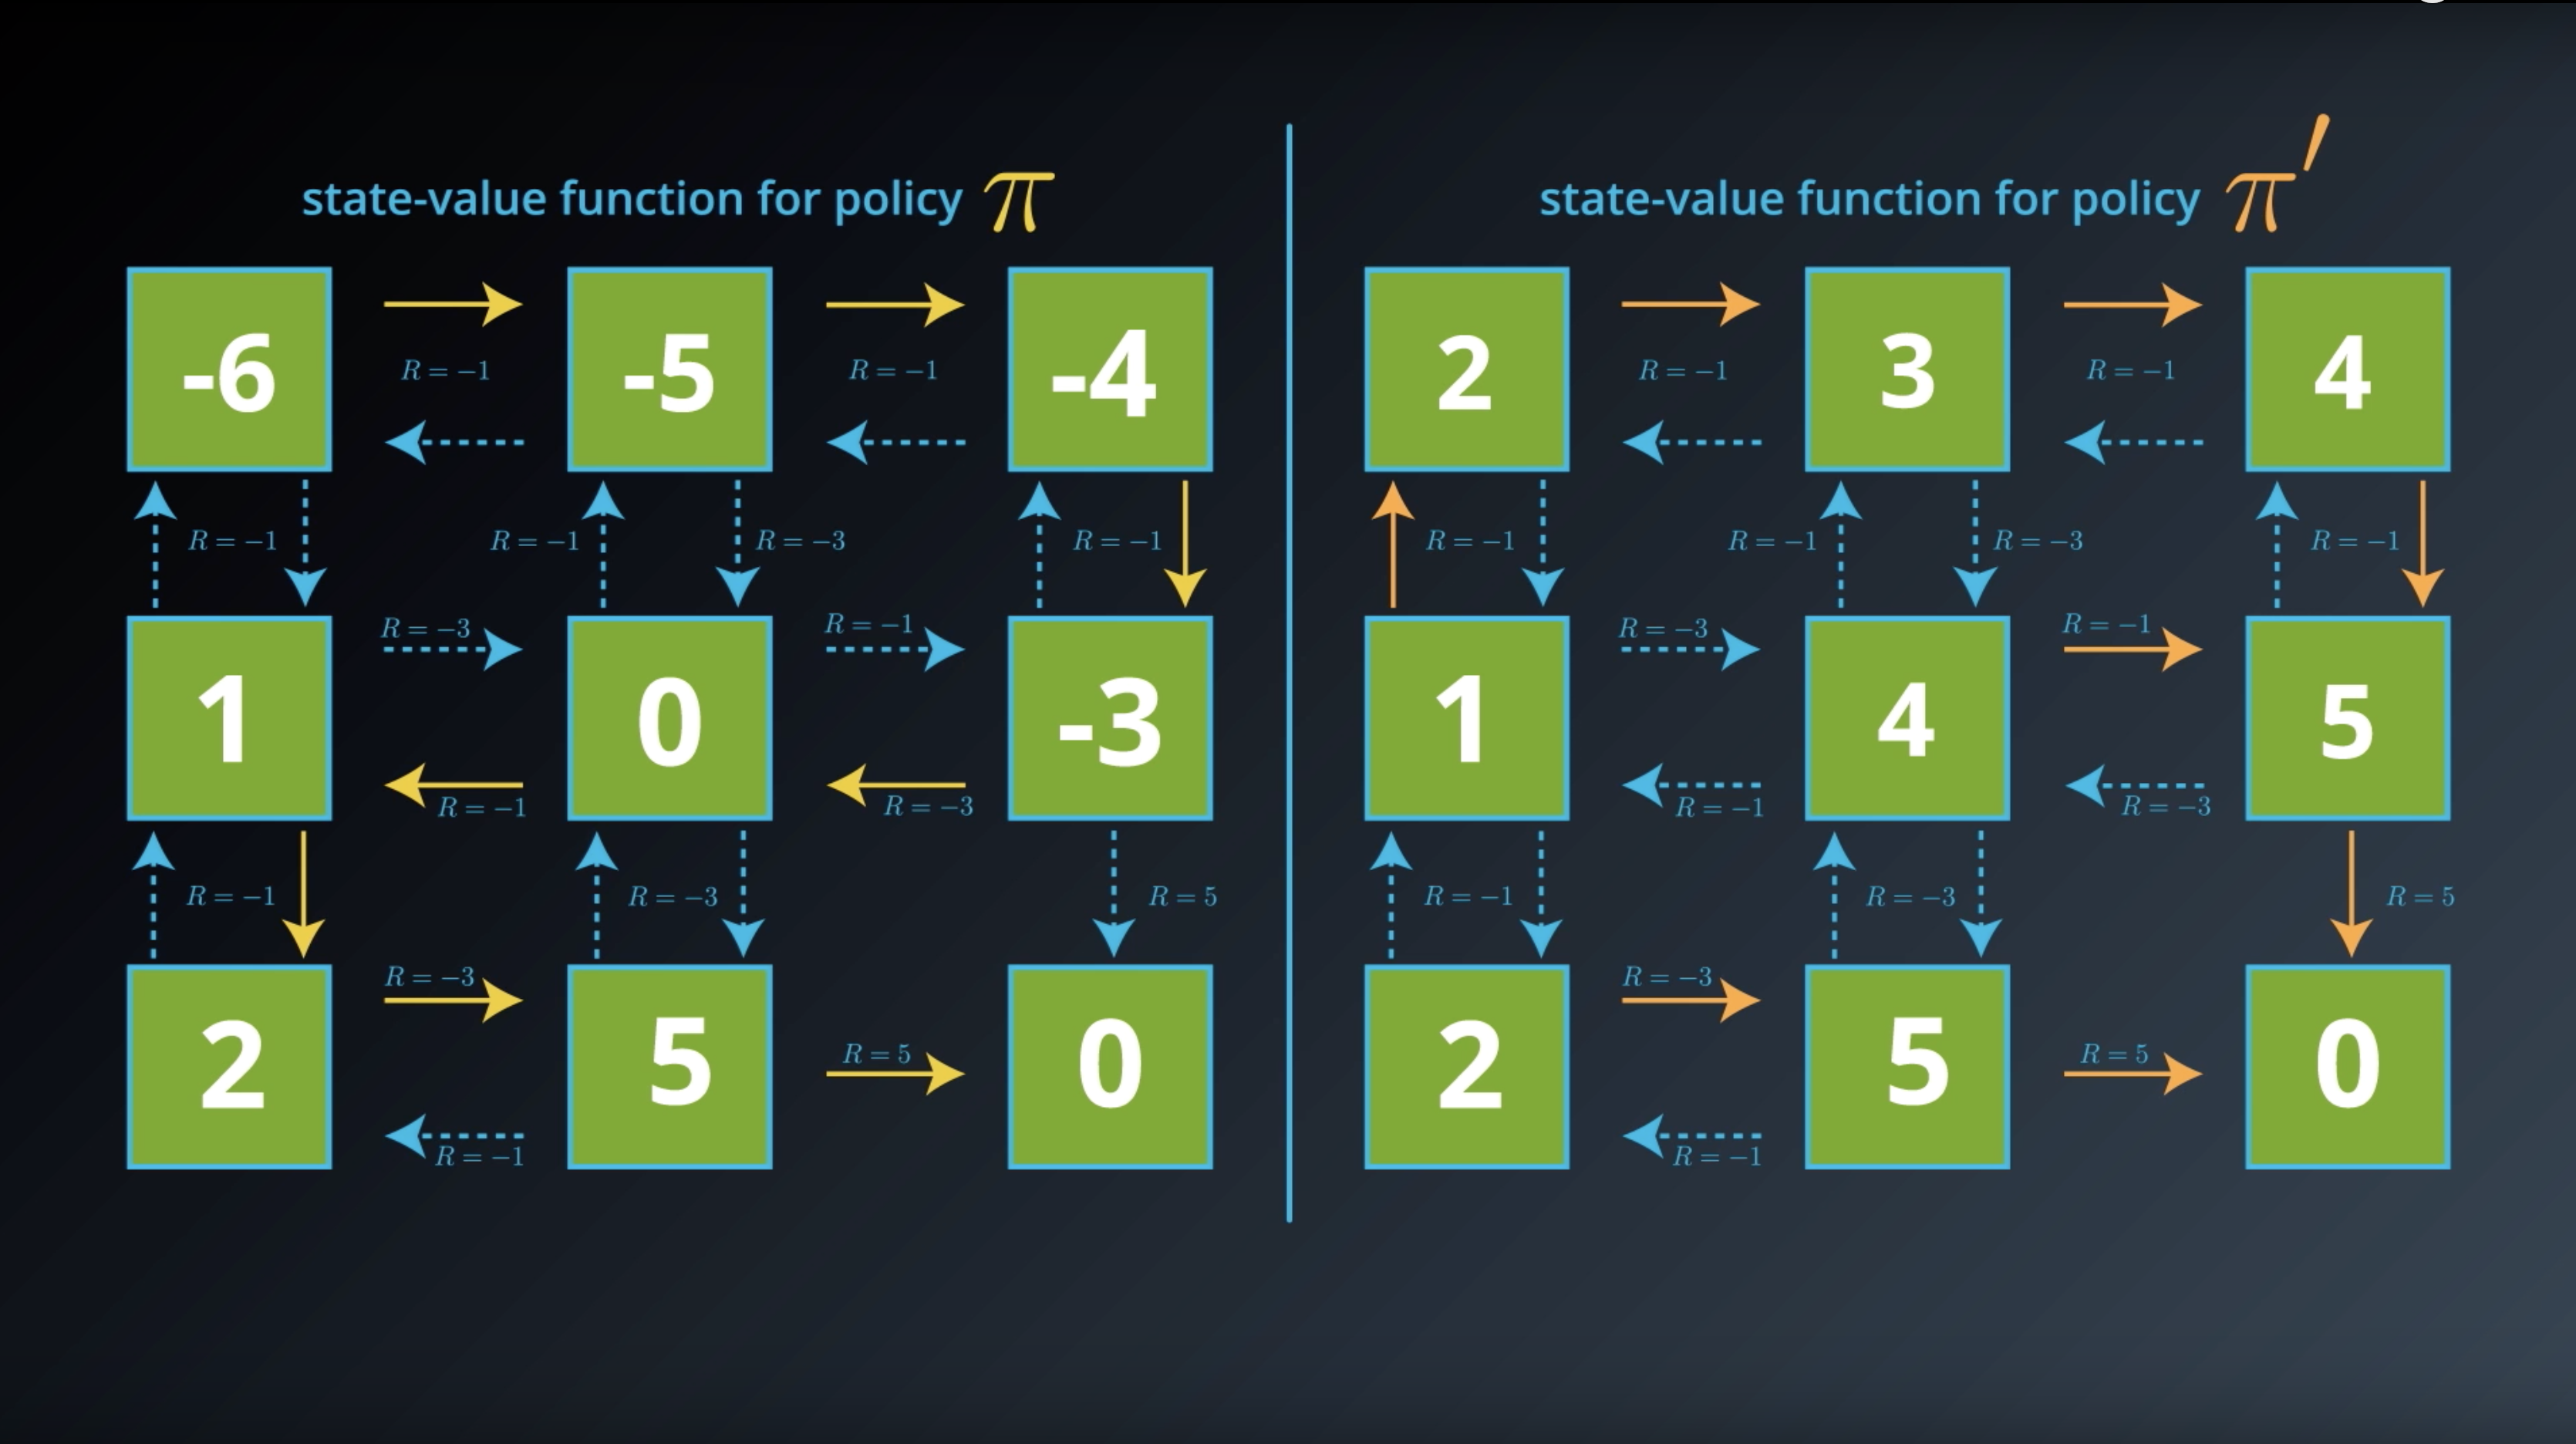 state-value function for policy π
state-value function for policy π′
-6 R = −1 -5 R = −1 -4
2 R = −1 3 R = −1 4
R = −1 R = −1 R = −3 R = −1
R = −1 R = −1 R = −3 R = −1
R = −3 R = −1
R = −3 R = −1
1 0 -3
1 4 5
R = −1 R = −3
R = −1 R = −3
R = −1 R = −3 R = 5
R = −1 R = −3 R = 5
R = −3
R = −3
2 5 R = 5 0
2 5 R = 5 0
R = −1
R = −1